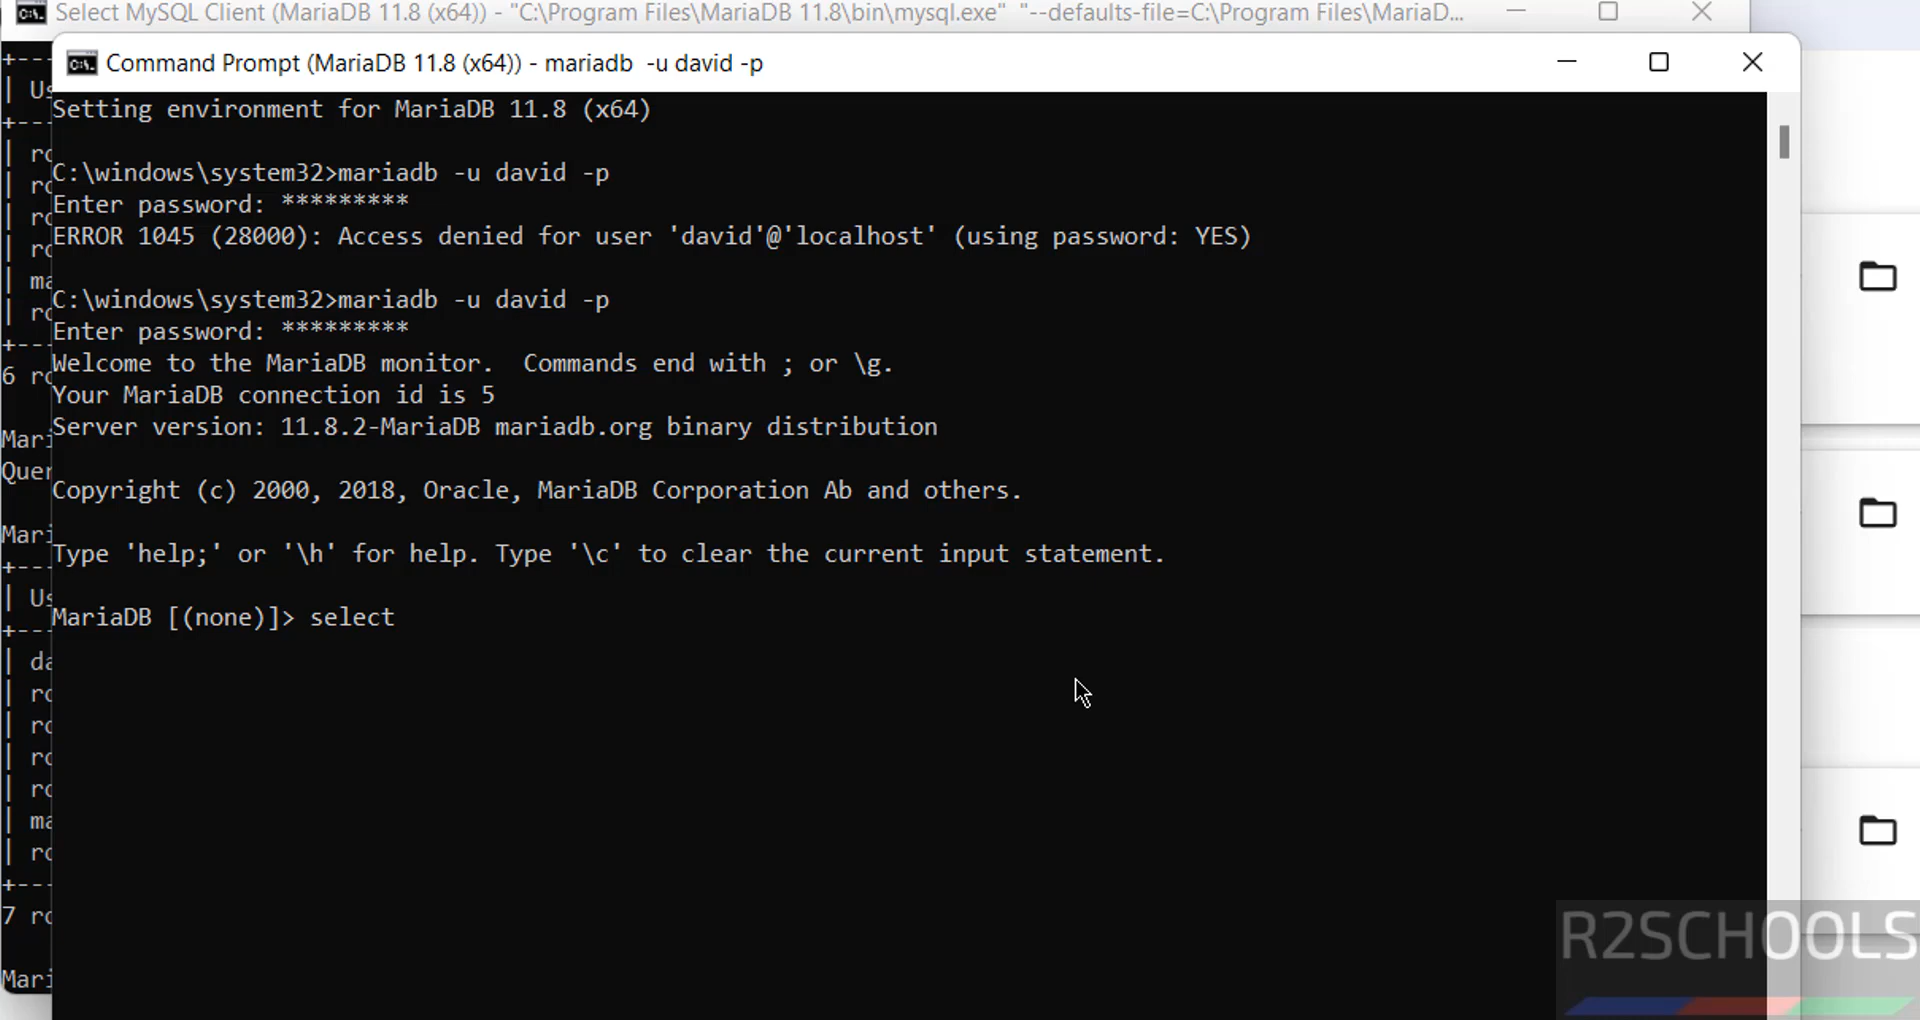 Select MySQL Client (MariaDB 11.8 (x64)) - "C:\Program Files\MariaDB 11.8\bin\mysql.exe" "--defaults-file=C:\Program Files\MariaD...
Command Prompt (MariaDB 11.8 (x64)) - mariadb -u david -p
Setting environment for MariaDB 11.8 (x64)
C:\windows\system32>mariadb -u david -p
Enter password: *********
ERROR 1045 (28000): Access denied for user 'david'@'localhost' (using password: YES)
C:\windows\system32>mariadb -u david -p
Enter password: *********
Welcome to the MariaDB monitor.  Commands end with ; or \g.
Your MariaDB connection id is 5
Server version: 11.8.2-MariaDB mariadb.org binary distribution
Copyright (c) 2000, 2018, Oracle, MariaDB Corporation Ab and others.
Type 'help;' or '\h' for help. Type '\c' to clear the current input statement.
MariaDB [(none)]> select
R2SCHOOLS